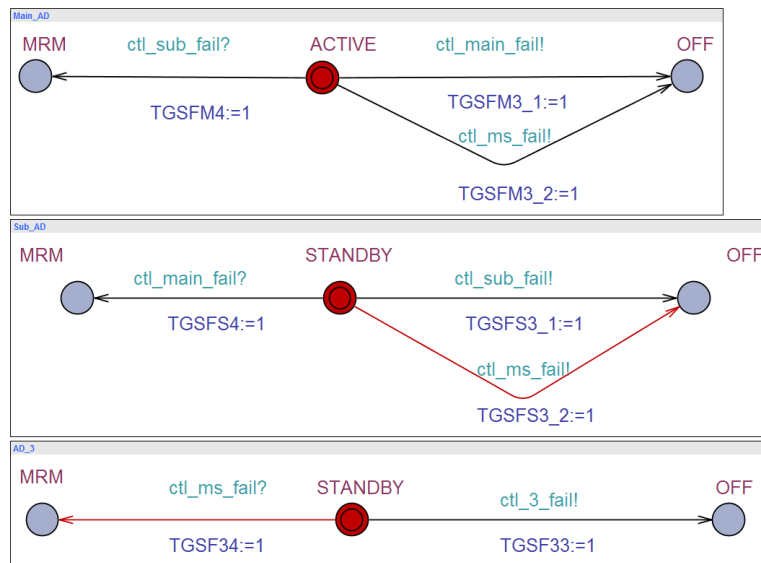 Main_AD
MRM ctl_sub_fail? ACTIVE ctl_main_fail! OFF
TGSFM4:=1 TGSFM3_1:=1
ctl_ms_fail!
TGSFM3_2:=1
Sub_AD
MRM STANDBY OFF
ctl_main_fail? ctl_sub_fail!
TGSFS4:=1 TGSFS3_1:=1
ctl_ms_fail!
TGSFS3_2:=1
AD_3
MRM ctl_ms_fail? STANDBY ctl_3_fail! OFF
TGSF34:=1 TGSF33:=1